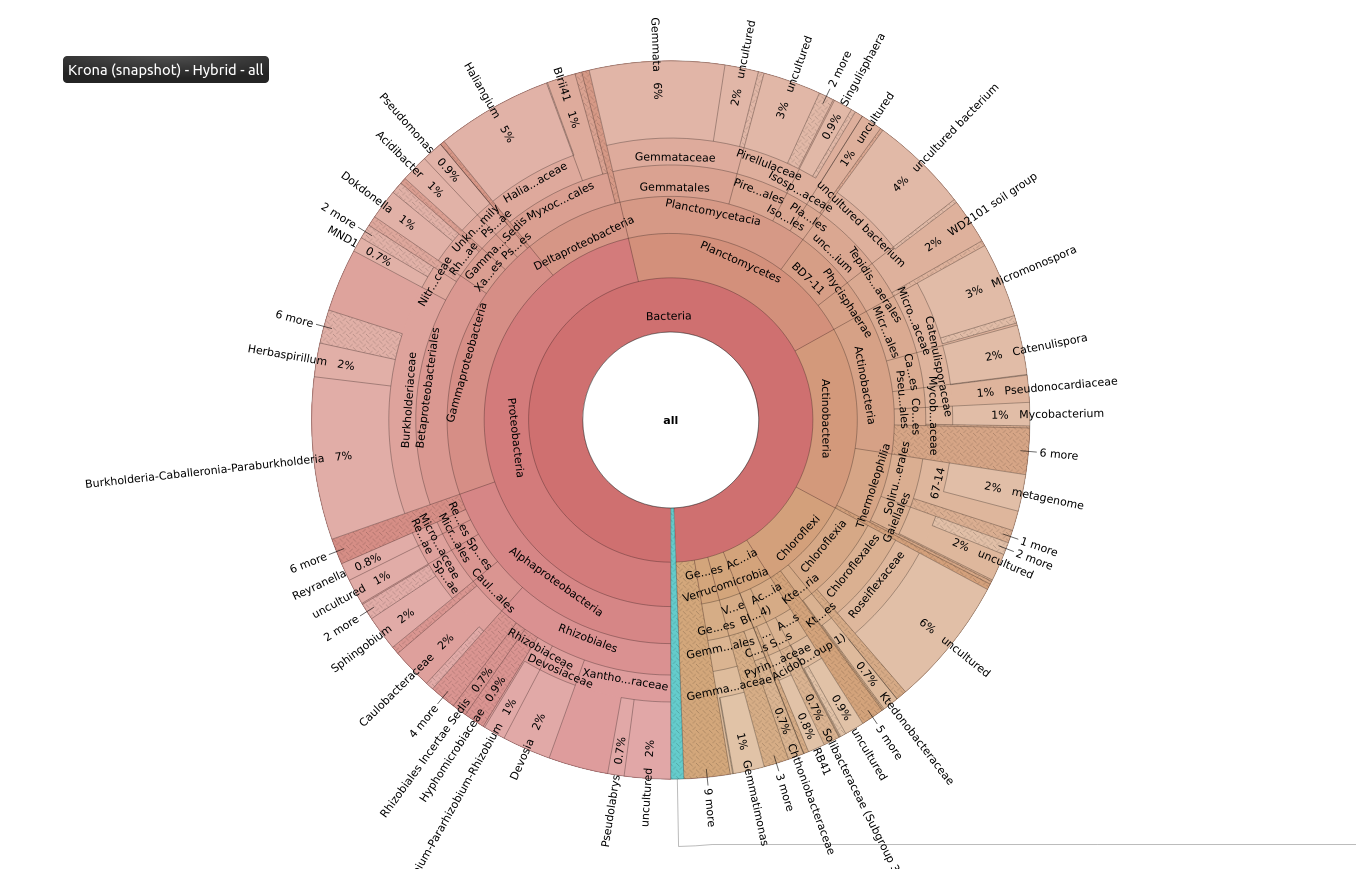 Krona (snapshot) - Hybrid - all
all
Bacteria
Proteobacteria
Planctomycetes
Actinobacteria
Chloroflexi
Ac...ia
Ge...es
Verrucomicrobia
Deltaproteobacteria
Gammaproteobacteria
Alphaproteobacteria
Planctomycetacia
BD7-11
Phycisphaerae
Actinobacteria
Thermoleophilia
Chloroflexia
Kte...ria
Ac...ia
V...e
Bl...4)
Ge...es
Gemmatales
Pire...ales
Iso...les
Pla...les
unc...ium
Tepidis...aerales
Micr...ales
Ca...es
Pseu...ales
Co...es
Soliru...erales
Gaiellales
Chloroflexales
Kt...es
A...s
S...s
C...s
Gemm...ales
...
Gemmataceae
Pirellulaceae
Isosp...aceae
uncultured bacterium
Micro...aceae
Catenulisporaceae
Mycob...aceae
67-14
Roseiflexaceae
Acidob...oup 1)
Pyrin...aceae
Gemma...aceae
Myxoc...cales
Halia...aceae
Unkn...mily
Ps...ae
Gamma...Sedis
Ps...es
Rh...ae
Xa...es
Nitr...ceae
Betaproteobacteriales
Burkholderiaceae
Re...es
Sp...es
Micr...ales
Micro...aceae
Re...ae
Sp...ae
Caul...ales
Rhizobiales
Rhizobiaceae
Devosiaceae
Xantho...raceae
Gemmata 6%
uncultured 2%
uncultured 3%
2 more
Singulisphaera 0.9%
uncultured 1%
uncultured bacterium 4%
WD2101 soil group 2%
Micromonospora 3%
Catenulispora 2%
Pseudonocardiaceae 1%
Mycobacterium 1%
6 more
metagenome 2%
1 more
2 more
uncultured 2%
uncultured 6%
Ktedonobacteraceae 0.7%
5 more
uncultured 0.9%
Solibacteraceae (Subgroup 0.7%
RB41 0.8%
Chthoniobacteraceae 0.7%
3 more
Gemmatimonas 1%
9 more
uncultured 2%
Pseudolabrys 0.7%
Devosia 2%
ium-Pararhizobium-Rhizobium 1%
Hyphomicrobiaceae 0.9%
Rhizobiales Incertae Sedis 0.7%
4 more
Caulobacteraceae 2%
Sphingobium 2%
2 more
uncultured 1%
Reyranella 0.8%
6 more
Burkholderia-Caballeronia-Paraburkholderia 7%
Herbaspirillum 2%
6 more
MND1 0.7%
2 more
Dokdonella 1%
Acidibacter 1%
Pseudomonas 0.9%
Haliangium 5%
BIrii41 1%